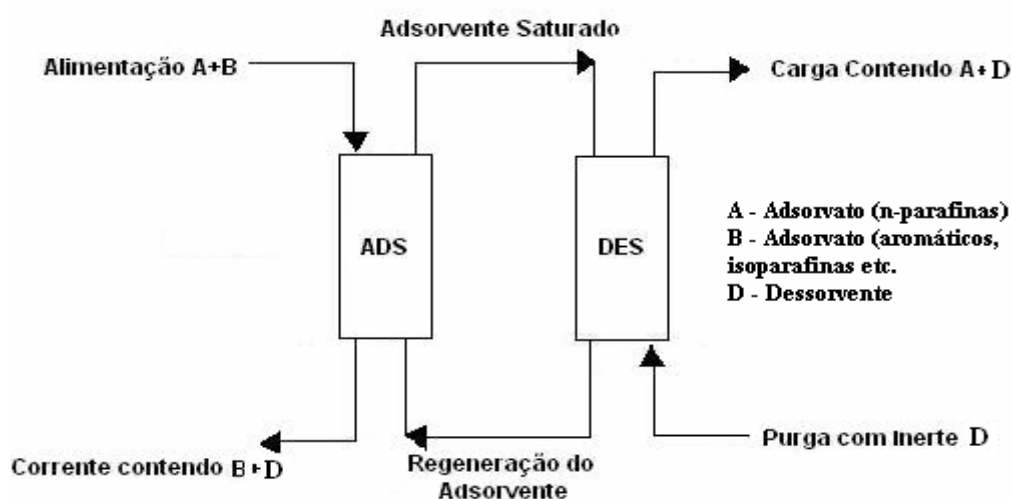 Adsorvente Saturado
Alimentação A+B
Carga Contendo A+D
ADS
DES
A - Adsorvato (n-parafinas)
B - Adsorvato (aromáticos,
isoparafinas etc.
D - Dessorvente
Corrente contendo B+D
Regeneração do
Adsorvente
Purga com Inerte D